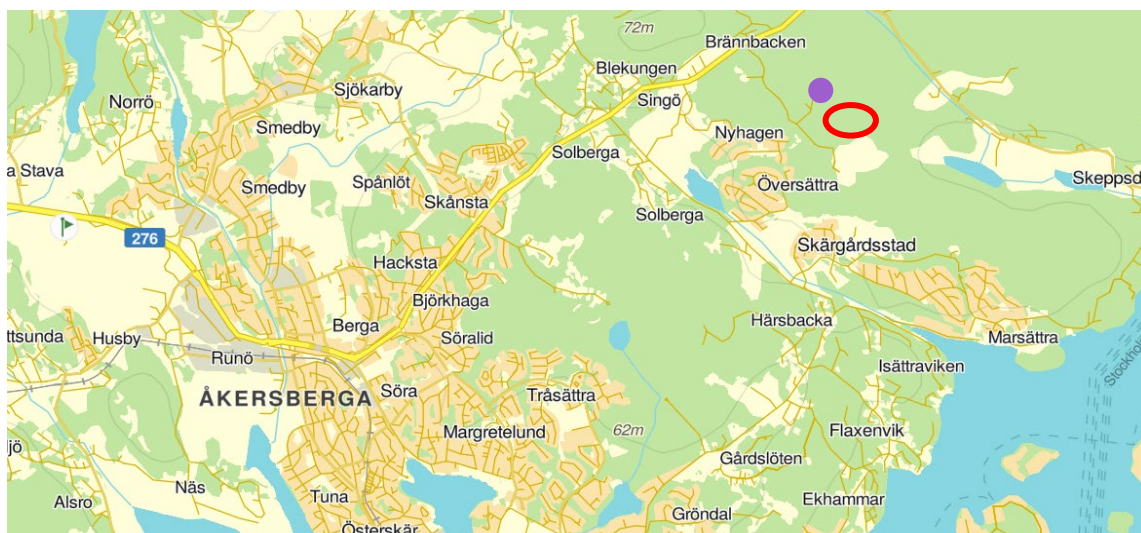 72m
Brännbacken
Blekungen
Sjökarby
Norrö
Singö
Smedby
Nyhagen
Solberga
a Stava
Spånlöt
Smedby
Översättra
Skeppsd
Skånsta
Solberga
276
Skärgårdsstad
Hacksta
Björkhaga
Härsbacka
ttsunda
Husby
Berga
Söralid
Marsättra
Runö
Isättraviken
Stockhol
ÅKERSBERGA
Söra
Tråsättra
Margretelund
62m
Flaxenvik
jö
Gårdslöten
Näs
Alsro
Tuna
Ekhammar
Österskär
Gröndal